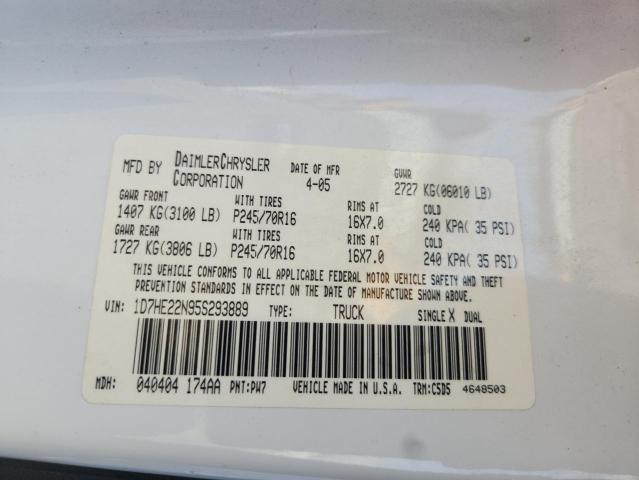 MFD BY DAIMLERCHRYSLER CORPORATION DATE OF MFR 4-05 GVWR 2727 KG(06010 LB)
GAWR FRONT WITH TIRES RIMS AT COLD
1407 KG(3100 LB) P245/70R16 16X7.0 240 KPA( 35 PSI)
GAWR REAR WITH TIRES RIMS AT COLD
1727 KG(3806 LB) P245/70R16 16X7.0 240 KPA( 35 PSI)
THIS VEHICLE CONFORMS TO ALL APPLICABLE FEDERAL MOTOR VEHICLE SAFETY AND THEFT
PREVENTION STANDARDS IN EFFECT ON THE DATE OF MANUFACTURE SHOWN ABOVE.
VIN: 1D7HE22N95S293889 TYPE: TRUCK SINGLE X DUAL
MDH: 040404 174AA PNT:PW7 VEHICLE MADE IN U.S.A. TRM:C5D5 4648503